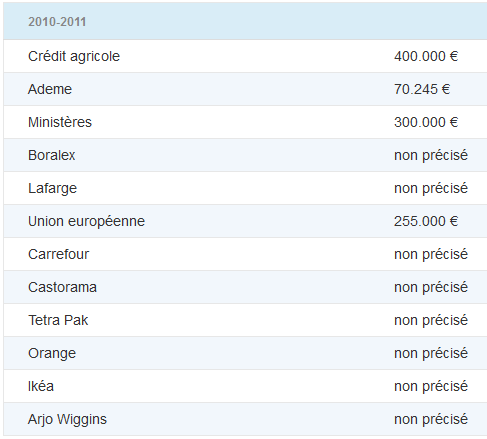 2010-2011
Crédit agricole 400.000 €
Ademe 70.245 €
Ministères 300.000 €
Boralex non précisé
Lafarge non précisé
Union européenne 255.000 €
Carrefour non précisé
Castorama non précisé
Tetra Pak non précisé
Orange non précisé
Ikéa non précisé
Arjo Wiggins non précisé